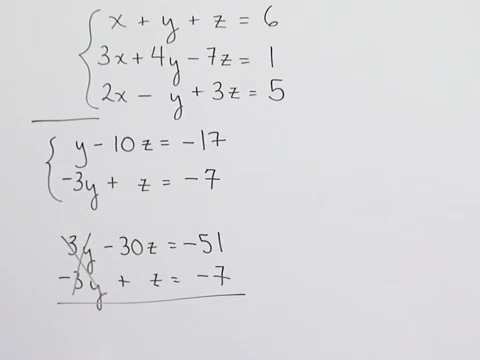 x + y + z = 6
3x + 4y - 7z = 1
2x - y + 3z = 5
y - 10z = -17
-3y + z = -7
3y - 30z = -51
-3y + z = -7